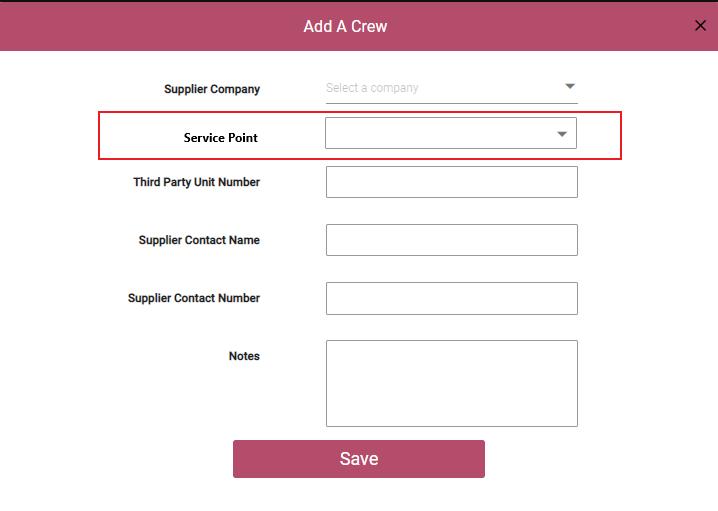 Add A Crew
Supplier Company Select a company
Service Point
Third Party Unit Number
Supplier Contact Name
Supplier Contact Number
Notes
Save